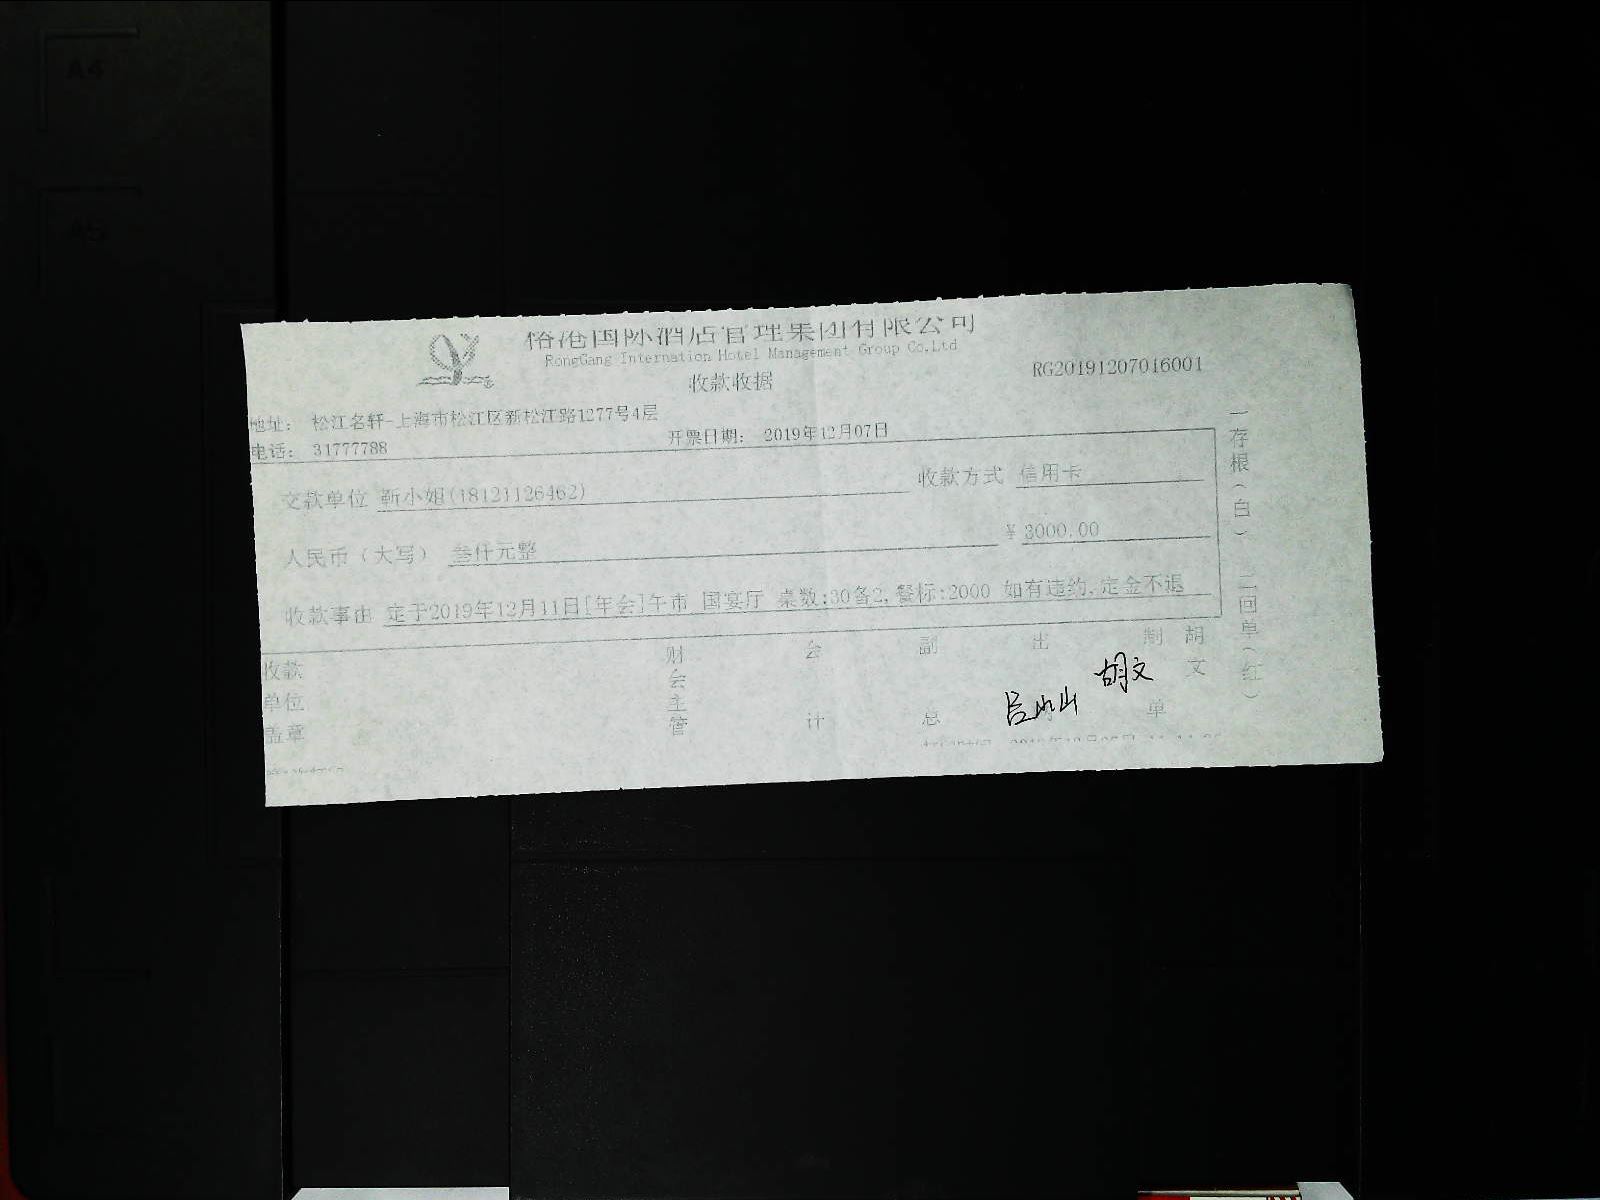 国际酒店管理集团有限公司
RongGang Internation Hotel Management Group Co.Ltd
收款收据
RG20191207016001
地址： 松江名轩-上海市松江区新松江路1277号4层
电话： 31777788
开票日期： 2019年12月07日
交款单位 靳小姐(18121126462)
收款方式 信用卡
人民币（大写） 叁仟元整
¥ 3000.00
收款事由 定于2019年12月11日[年会]午市 国宴厅 桌数:30备2,餐标:2000 如有违约,定金不退
收款单位盖章
财会主管
会计
副总
出
制单
胡文
胡文
一存根（白） 二回单（红）
A4
A5